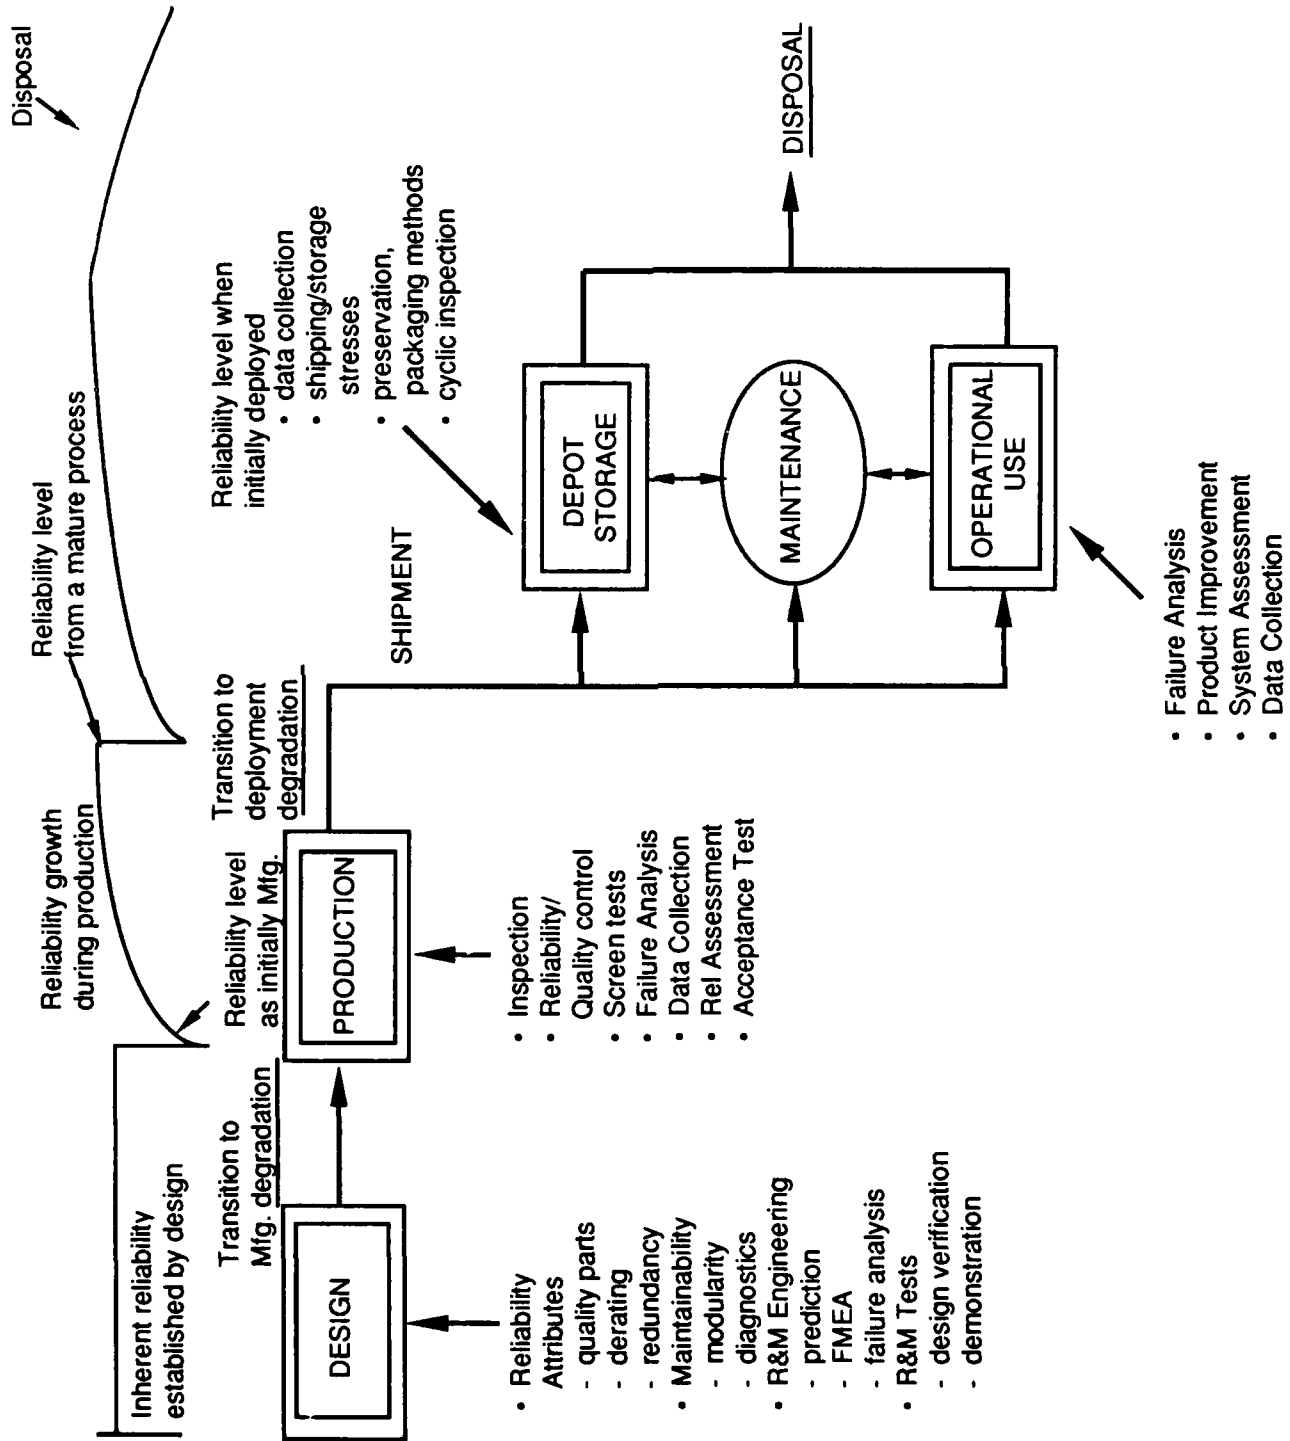 Inherent reliability
established by design
Reliability growth
during production
Reliability level
from a mature process
Disposal
Transition to
Mfg. degradation
Reliability level
as initially Mfg.
Transition to
deployment
degradation
SHIPMENT
Reliability level when
initially deployed
• data collection
• shipping/storage
stresses
• preservation,
packaging methods
• cyclic inspection
DESIGN
PRODUCTION
DEPOT
STORAGE
MAINTENANCE
OPERATIONAL
USE
DISPOSAL
• Reliability
Attributes
- quality parts
- derating
- redundancy
• Maintainability
- modularity
- diagnostics
• R&M Engineering
- prediction
- FMEA
- failure analysis
• R&M Tests
- design verification
- demonstration
• Inspection
• Reliability/
Quality control
• Screen tests
• Failure Analysis
• Data Collection
• Rel Assessment
• Acceptance Test
• Failure Analysis
• Product Improvement
• System Assessment
• Data Collection